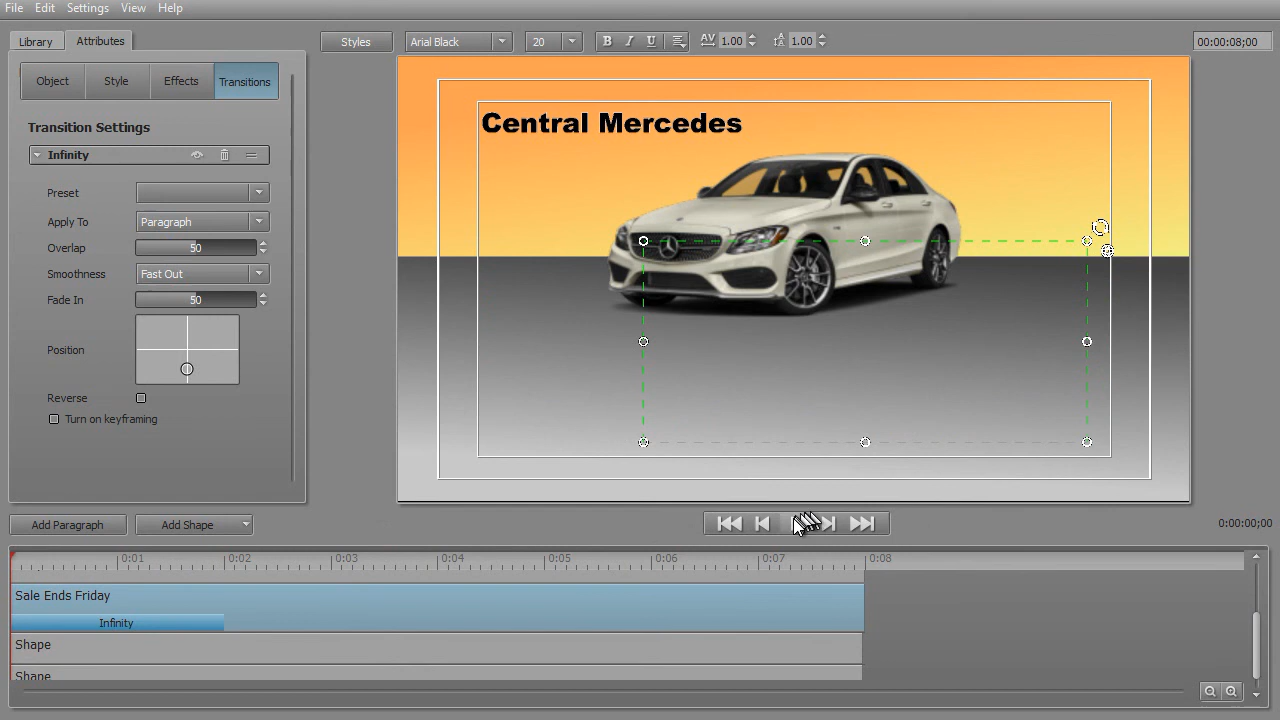 File Edit Settings View Help
Library Attributes Styles Arial Black 20 B I U AV 1.00 A 1.00 00:00:08;00
Object Style Effects Transitions
Central Mercedes
Transition Settings
Infinity
Preset
Apply To Paragraph
Overlap 50
Smoothness Fast Out
Fade In 50
Position
Reverse
Turn on keyframing
Add Paragraph Add Shape 00:00:00;00
0:01 0:02 0:03 0:04 0:05 0:06 0:07 0:08
Sale Ends Friday
Infinity
Shape
Shape